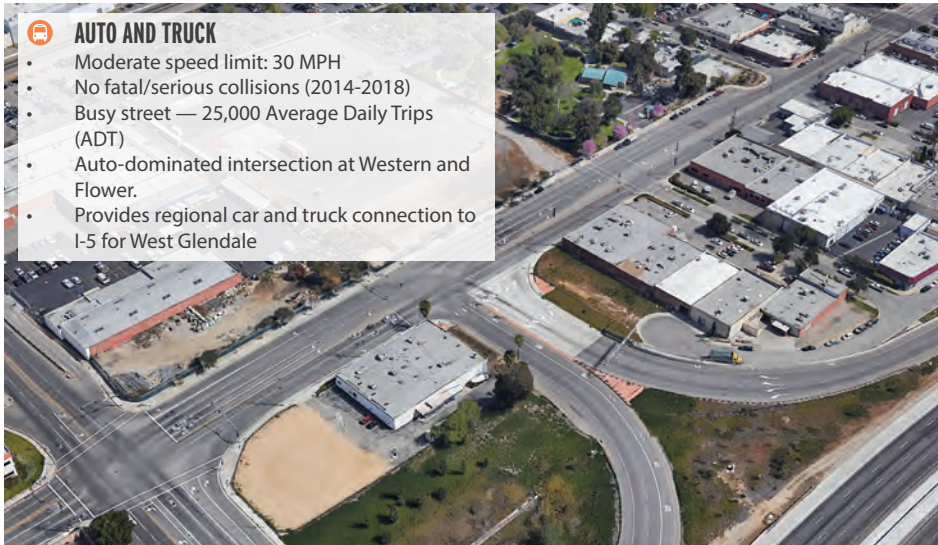 AUTO AND TRUCK
• Moderate speed limit: 30 MPH
• No fatal/serious collisions (2014-2018)
• Busy street — 25,000 Average Daily Trips
(ADT)
• Auto-dominated intersection at Western and
Flower.
• Provides regional car and truck connection to
I-5 for West Glendale